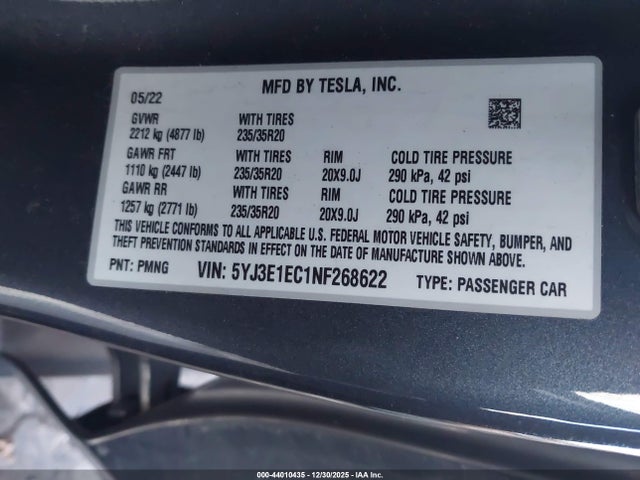 MFD BY TESLA, INC.
05/22
GVWR WITH TIRES
2212 kg (4877 lb) 235/35R20
GAWR FRT WITH TIRES RIM COLD TIRE PRESSURE
1110 kg (2447 lb) 235/35R20 20X9.0J 290 kPa, 42 psi
GAWR RR WITH TIRES RIM COLD TIRE PRESSURE
1257 kg (2771 lb) 235/35R20 20X9.0J 290 kPa, 42 psi
THIS VEHICLE CONFORMS TO ALL APPLICABLE U.S. FEDERAL MOTOR VEHICLE SAFETY, BUMPER, AND
THEFT PREVENTION STANDARDS IN EFFECT ON THE DATE OF MANUFACTURE SHOWN ABOVE.
PNT: PMNG VIN: 5YJ3E1EC1NF268622 TYPE: PASSENGER CAR
000-44010435 - 12/30/2025 - IAA Inc.